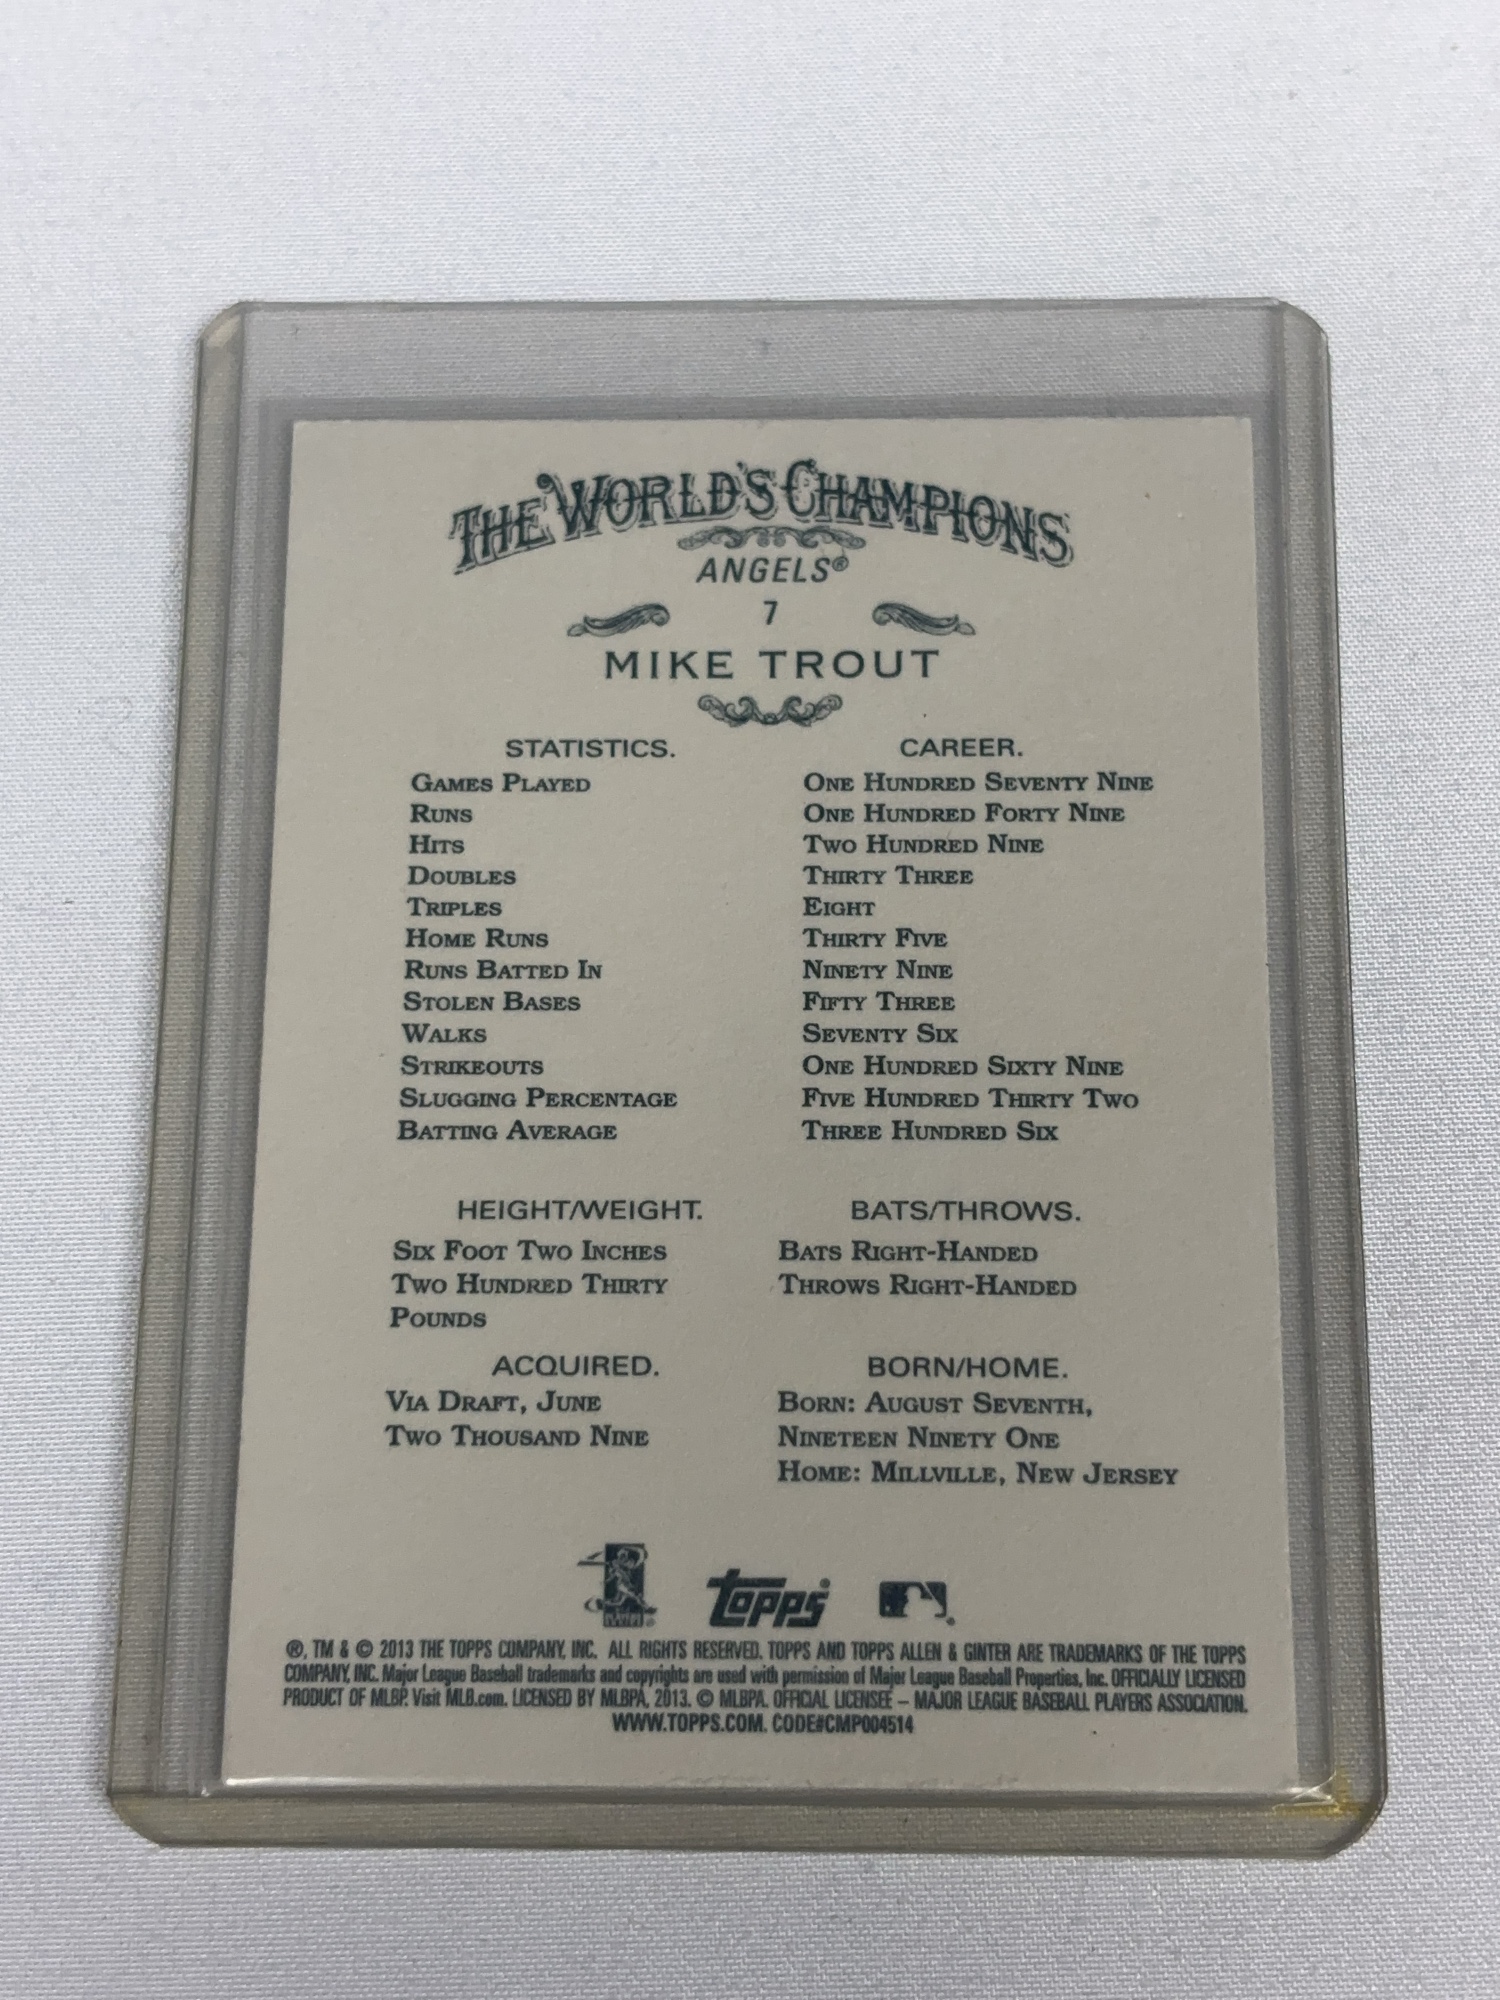 THE WORLD'S CHAMPIONS
ANGELS®
7
MIKE TROUT
STATISTICS. CAREER.
GAMES PLAYED ONE HUNDRED SEVENTY NINE
RUNS ONE HUNDRED FORTY NINE
HITS TWO HUNDRED NINE
DOUBLES THIRTY THREE
TRIPLES EIGHT
HOME RUNS THIRTY FIVE
RUNS BATTED IN NINETY NINE
STOLEN BASES FIFTY THREE
WALKS SEVENTY SIX
STRIKEOUTS ONE HUNDRED SIXTY NINE
SLUGGING PERCENTAGE FIVE HUNDRED THIRTY TWO
BATTING AVERAGE THREE HUNDRED SIX
HEIGHT/WEIGHT.
SIX FOOT TWO INCHES
TWO HUNDRED THIRTY
POUNDS
BATS/THROWS.
BATS RIGHT-HANDED
THROWS RIGHT-HANDED
ACQUIRED.
VIA DRAFT, JUNE
TWO THOUSAND NINE
BORN/HOME.
BORN: AUGUST SEVENTH,
NINETEEN NINETY ONE
HOME: MILLVILLE, NEW JERSEY
topps®
®, TM & © 2013 THE TOPPS COMPANY, INC. ALL RIGHTS RESERVED. TOPPS AND TOPPS ALLEN & GINTER ARE TRADEMARKS OF THE TOPPS
COMPANY, INC. Major League Baseball trademarks and copyrights are used with permission of Major League Baseball Properties, Inc. OFFICIALLY LICENSED
PRODUCT OF MLBP. Visit MLB.com. LICENSED BY MLBPA, 2013. © MLBPA. OFFICIAL LICENSEE – MAJOR LEAGUE BASEBALL PLAYERS ASSOCIATION.
WWW.TOPPS.COM. CODE#CMP004514